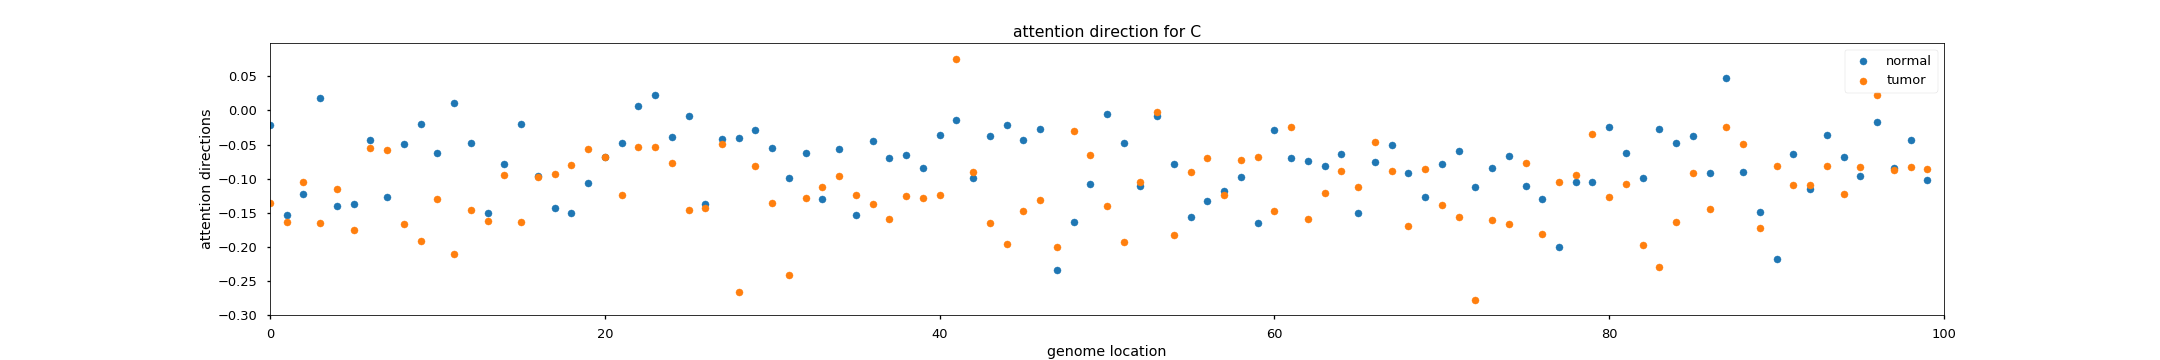 attention direction for C
normal
tumor
0.05
0.00
−0.05
−0.10
−0.15
−0.20
−0.25
−0.30
attention directions
0 20 40 60 80 100
genome location